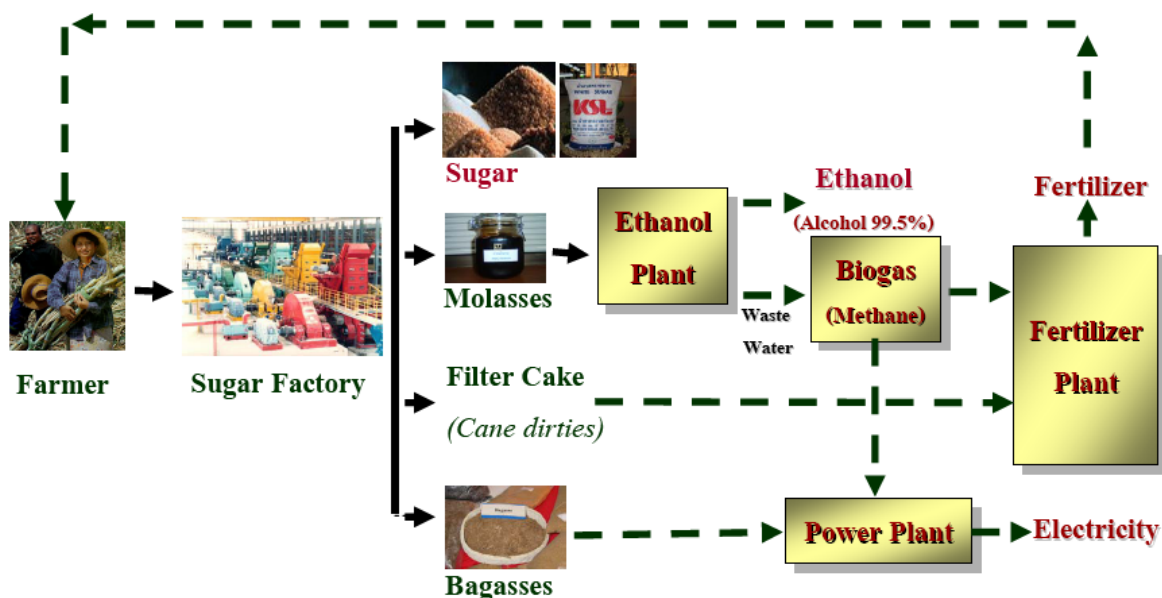 KSL
Sugar
Ethanol
(Alcohol 99.5%)
Fertilizer
Ethanol
Plant
Biogas
(Methane)
Waste
Water
Molasses
Fertilizer
Plant
Farmer
Sugar Factory
Filter Cake
(Cane dirties)
Power Plant
Electricity
Bagasses